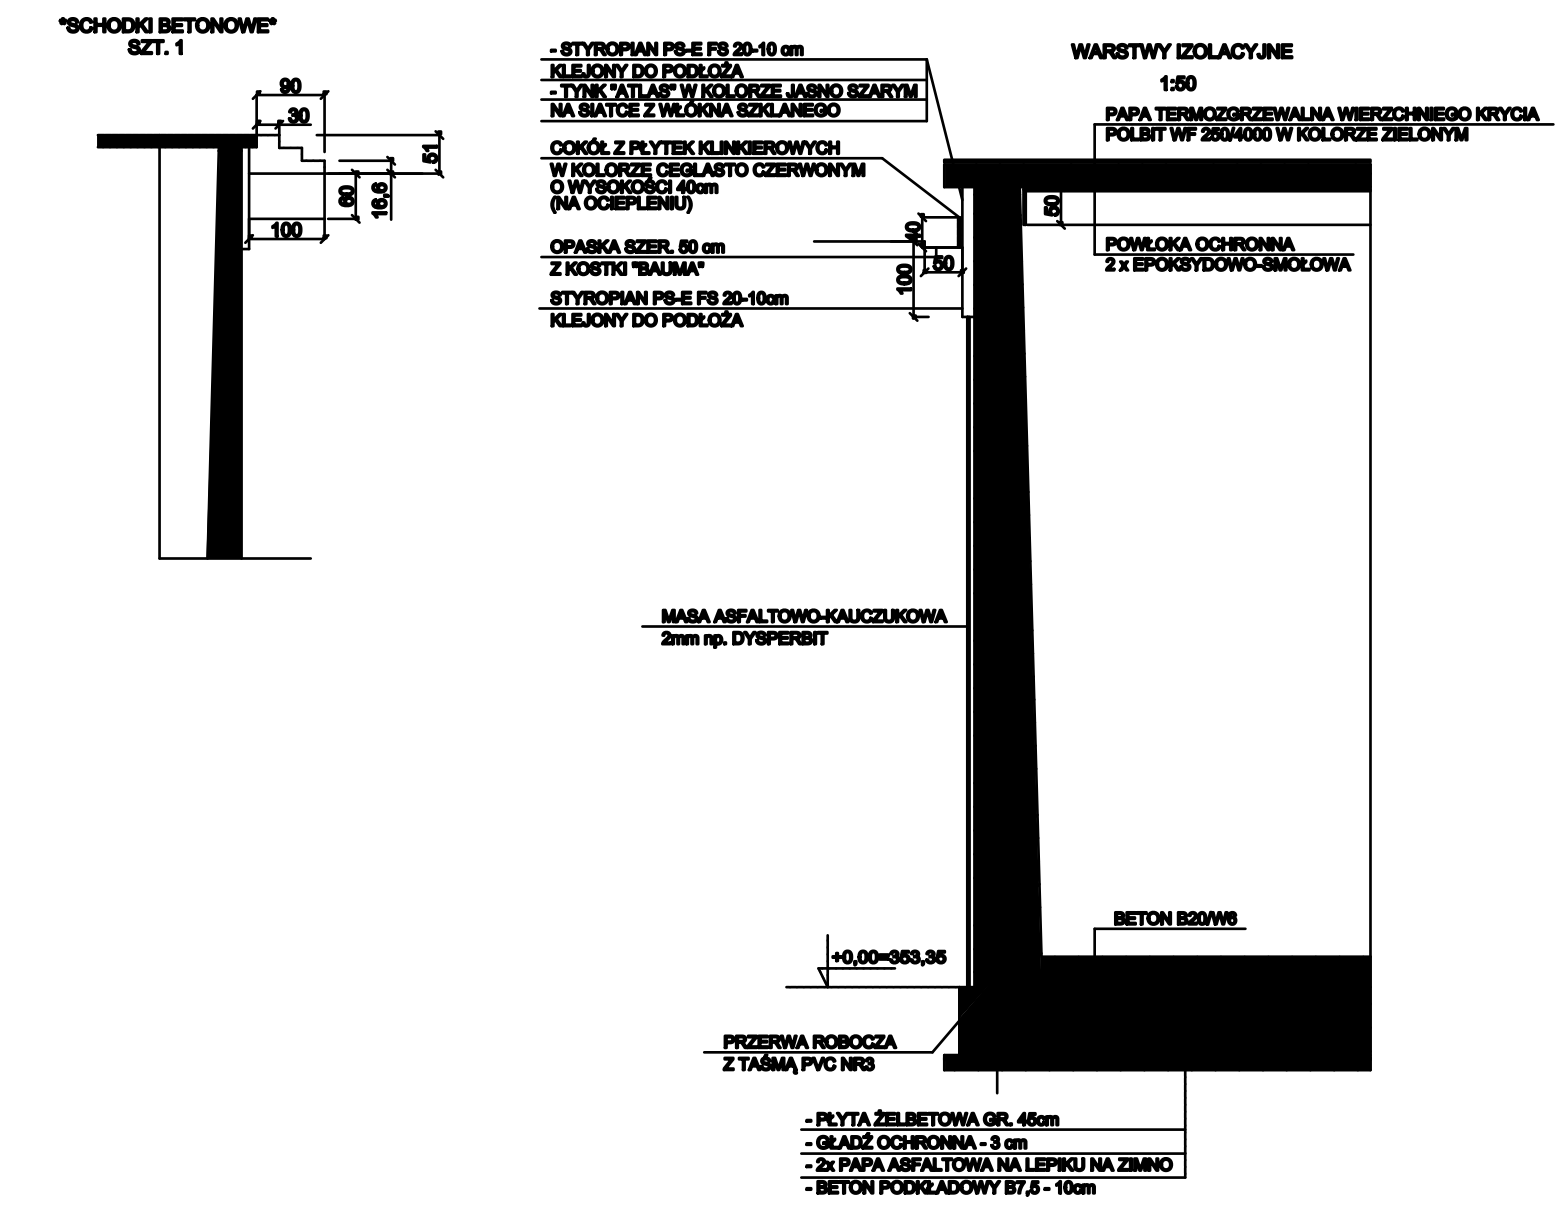 "SCHODKI BETONOWE"
SZT. 1
90
30
51
60
16,6
100
- STYROPIAN PS-E FS 20-10 cm
KLEJONY DO PODŁOŻA
- TYNK "ATLAS" W KOLORZE JASNO SZARYM
NA SIATCE Z WŁÓKNA SZKLANEGO
COKÓŁ Z PŁYTEK KLINKIEROWYCH
W KOLORZE CEGLASTO CZERWONYM
O WYSOKOŚCI 40cm
(NA OCIEPLENIU)
OPASKA SZER. 50 cm
Z KOSTKI "BAUMA"
STYROPIAN PS-E FS 20-10cm
KLEJONY DO PODŁOŻA
40
50
100
WARSTWY IZOLACYJNE
1:50
PAPA TERMOZGRZEWALNA WIERZCHNIEGO KRYCIA
POLBIT WF 250/4000 W KOLORZE ZIELONYM
50
POWŁOKA OCHRONNA
2 x EPOKSYDOWO-SMOŁOWA
MASA ASFALTOWO-KAUCZUKOWA
2mm np. DYSPERBIT
BETON B20/W6
+0,00=353,35
PRZERWA ROBOCZA
Z TAŚMĄ PVC NR3
- PŁYTA ŻELBETOWA GR. 45cm
- GŁADŹ OCHRONNA - 3 cm
- 2x PAPA ASFALTOWA NA LEPIKU NA ZIMNO
- BETON PODKŁADOWY B7,5 - 10cm